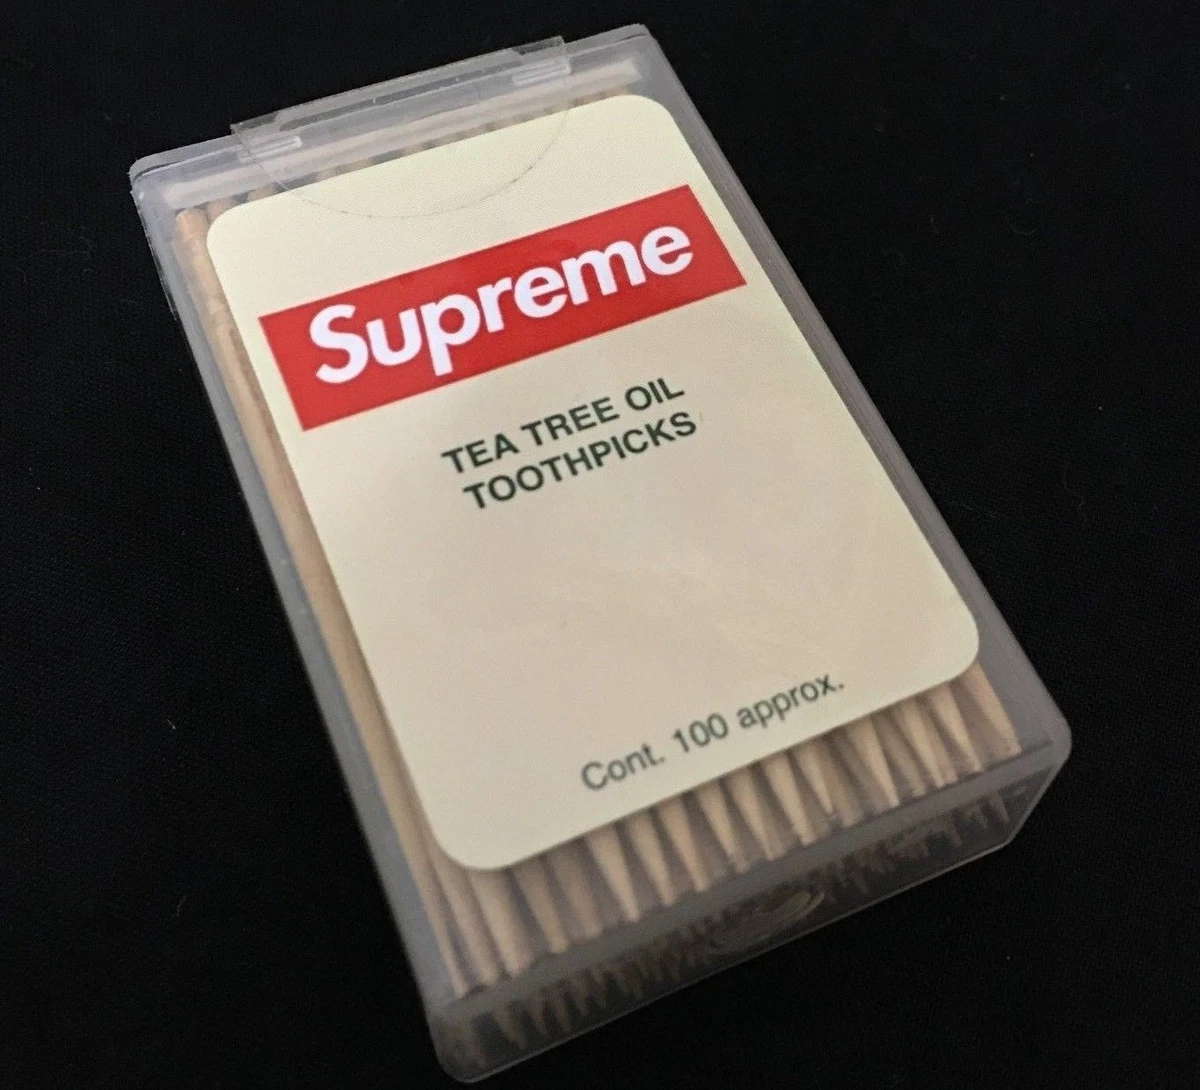 Supreme
TEA TREE OIL
TOOTHPICKS
Cont. 100 approx.